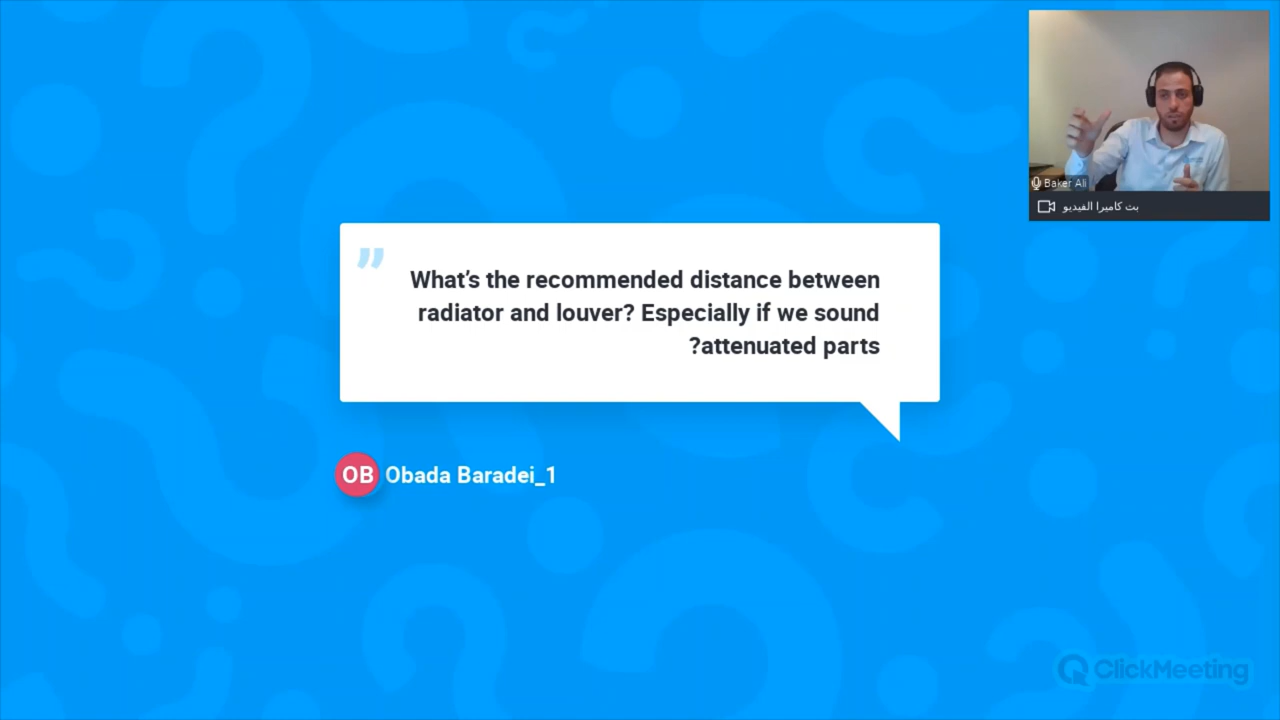 Baker Ali
بث كاميرا الفيديو
What's the recommended distance between
radiator and louver? Especially if we sound
?attenuated parts
OB Obada Baradei_1
ClickMeeting